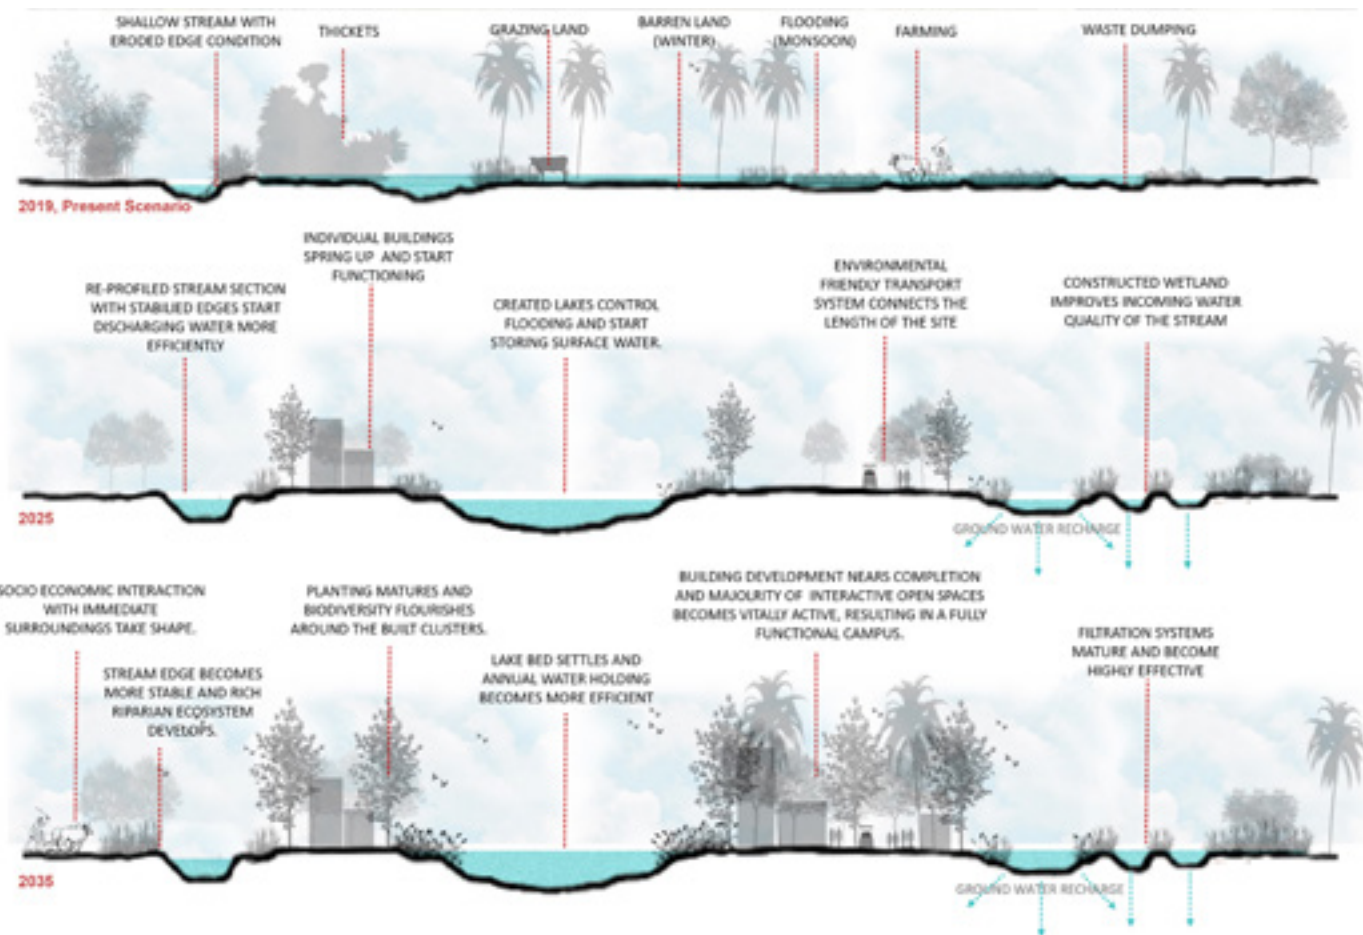 SHALLOW STREAM WITH
ERODED EDGE CONDITION
THICKETS
GRAZING LAND
BARREN LAND
(WINTER)
FLOODING
(MONSOON)
FARMING
WASTE DUMPING
2019, Present Scenario
RE-PROFILED STREAM SECTION
WITH STABILIED EDGES START
DISCHARGING WATER MORE
EFFICIENTLY
INDIVIDUAL BUILDINGS
SPRING UP AND START
FUNCTIONING
CREATED LAKES CONTROL
FLOODING AND START
STORING SURFACE WATER.
ENVIRONMENTAL
FRIENDLY TRANSPORT
SYSTEM CONNECTS THE
LENGTH OF THE SITE
CONSTRUCTED WETLAND
IMPROVES INCOMING WATER
QUALITY OF THE STREAM
2025
GROUND WATER RECHARGE
SOCIO ECONOMIC INTERACTION
WITH IMMEDIATE
SURROUNDINGS TAKE SHAPE.
STREAM EDGE BECOMES
MORE STABLE AND RICH
RIPARIAN ECOSYSTEM
DEVELOPS.
PLANTING MATURES AND
BIODIVERSITY FLOURISHES
AROUND THE BUILT CLUSTERS.
LAKE BED SETTLES AND
ANNUAL WATER HOLDING
BECOMES MORE EFFICIENT
BUILDING DEVELOPMENT NEARS COMPLETION
AND MAJOURITY OF INTERACTIVE OPEN SPACES
BECOMES VITALLY ACTIVE, RESULTING IN A FULLY
FUNCTIONAL CAMPUS.
FILTRATION SYSTEMS
MATURE AND BECOME
HIGHLY EFFECTIVE
2035
GROUND WATER RECHARGE